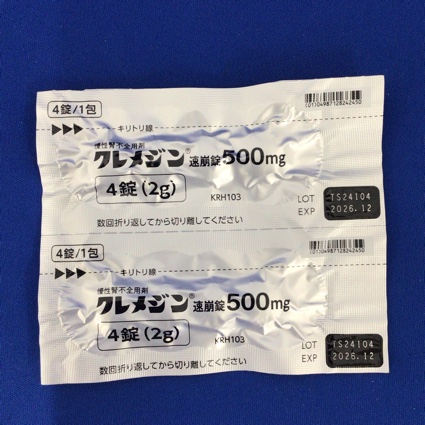 4錠/1包
(01)04987128242450
▶▶▶ キリトリ線
慢性腎不全用剤
クレメジン® 速崩錠500mg
4錠(2g)
KRH103
LOT TS24104
EXP 2026.12
数回折り返してから切り離してください
4錠/1包
(01)04987128242450
▶▶▶ キリトリ線
慢性腎不全用剤
クレメジン® 速崩錠500mg
4錠(2g)
KRH103
LOT TS24104
EXP 2026.12
数回折り返してから切り離してください